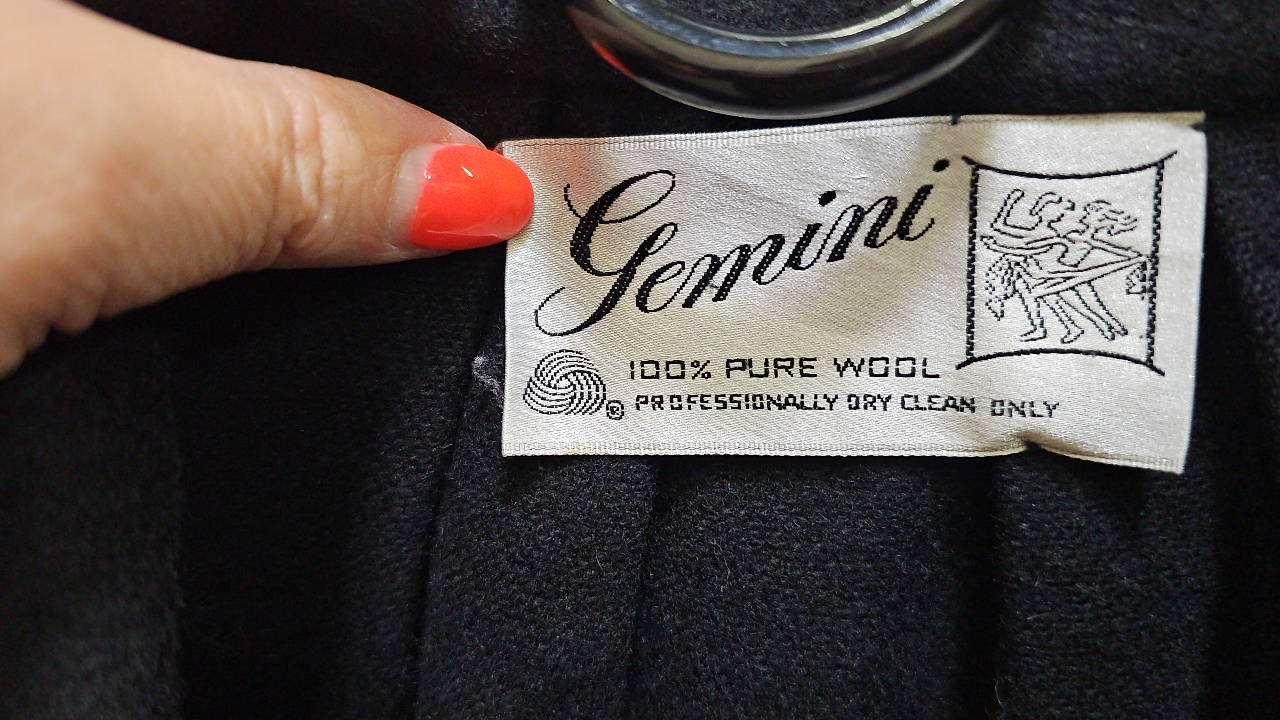 Gemini
100% PURE WOOL
® PROFESSIONALLY DRY CLEAN ONLY